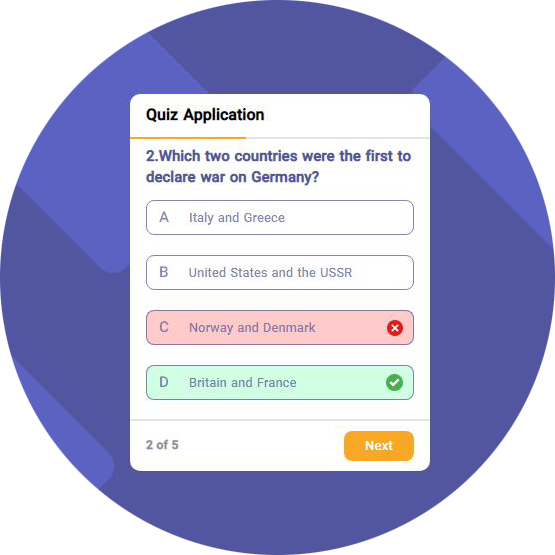 Quiz Application
2.Which two countries were the first to
declare war on Germany?
A Italy and Greece
B United States and the USSR
C Norway and Denmark
D Britain and France
2 of 5 Next